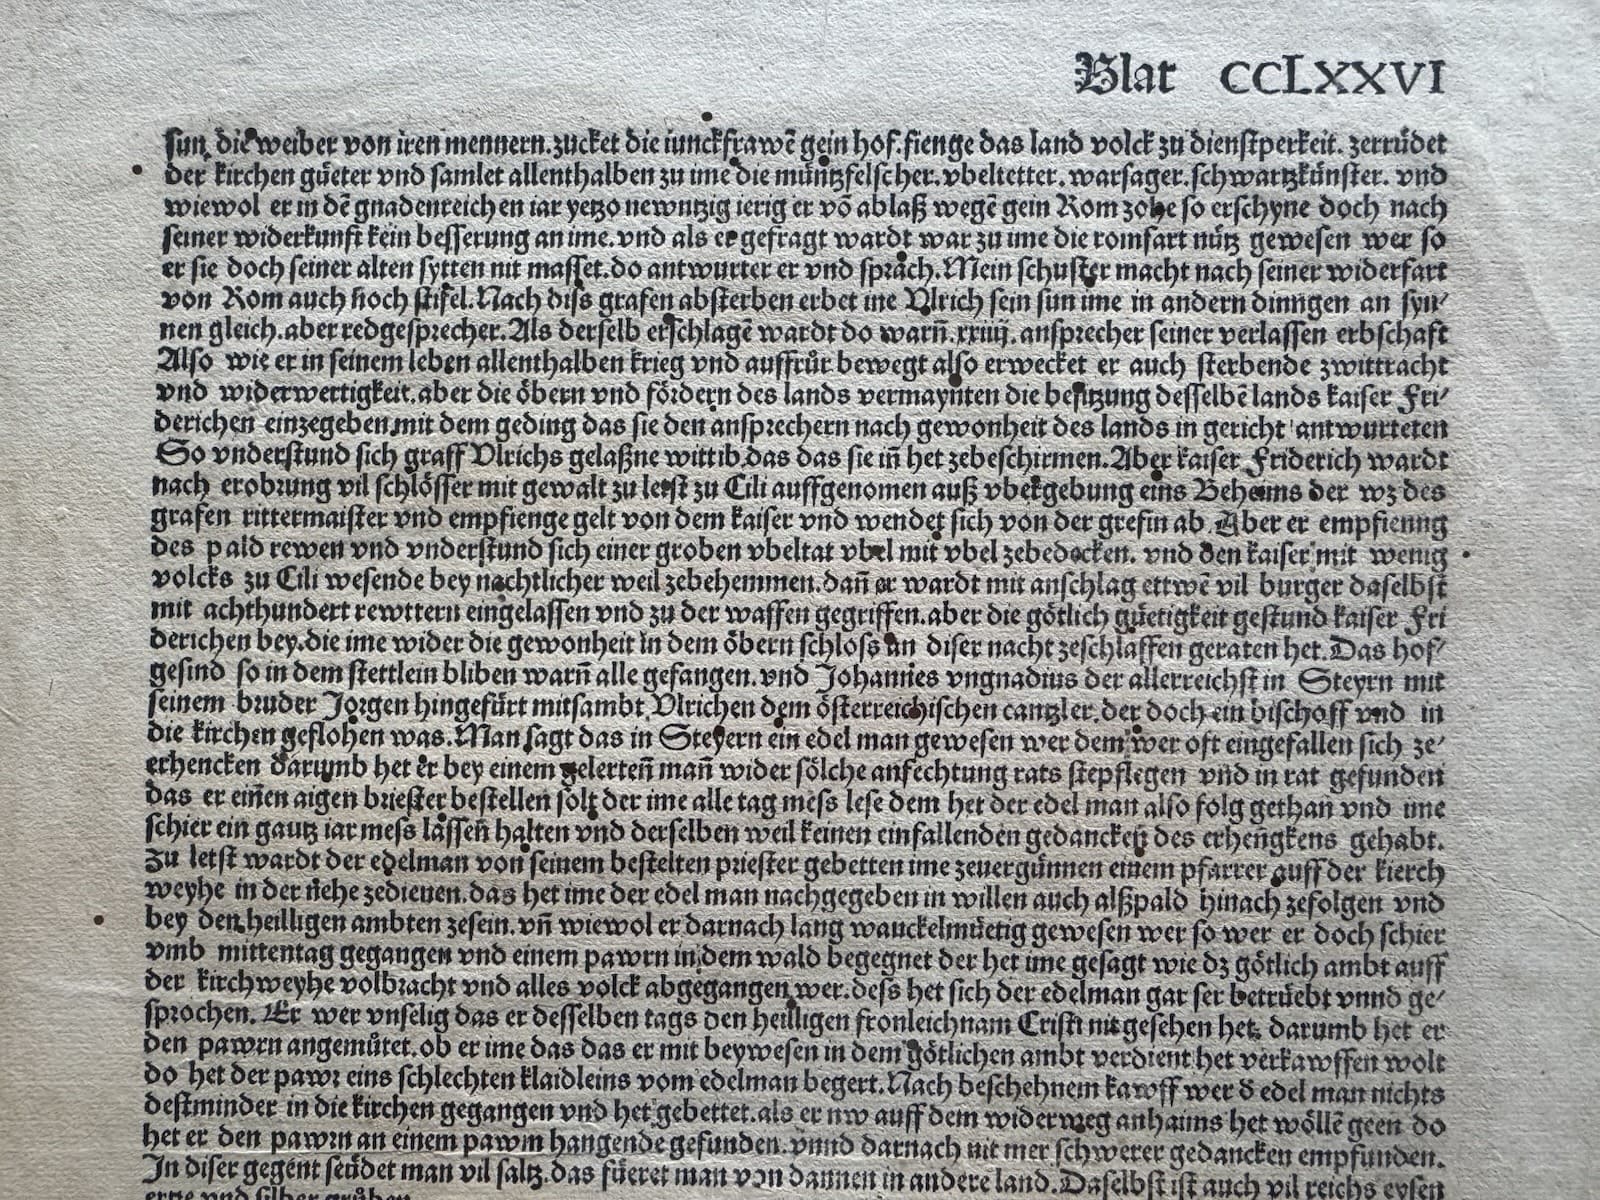 Blat CCLXXVI
sun. die weiber von iren mennern. zucket die iunckfrawē gein hof. fienge das land volck zu dienstperkeit. zerrüdet
der kirchen güeter vnd samlet allenthalben zu ime die müntzfelscher. vbeltetter. warsager. schwartzkünster. vnd
wiewol er in dē gnadenreichen iar yetzo newntzig ierig er vō ablaß wegē gein Rom zohe so erschyne doch nach
seiner widerkunft kein besserung an ime. vnd als er gefragt wardt war zu ime die romfart nütz gewesen wer so
er sie doch seiner alten sytten nit masset. do antwurter er vnd sprach. Mein schuster macht nach seiner widerfart
von Rom auch noch stifel. Nach diss grafen absterben erbet ine Vlrich sein sun ime in andern dinngen an syn⸗
nen gleich. aber redgesprecher. Als derselb erschlagē wardt do warn̄. xxiiij. ansprecher seiner verlassen erbschaft
Also wie er in seinem leben allenthalben krieg vnd auffrůr bewegt also erwecket er auch sterbende zwittracht
vnd widerwertigkeit. aber die öbern vnd fördern des lands vermaynten die besitzung desselbē lands kaiser Fri⸗
derichen einzegeben mit dem geding das sie den ansprechern nach gewonheit des lands in gericht antwurteten
So vnderstund sich graff Vlrichs gelaßne wittib. das das sie in̄ het zebeschirmen. Aber kaiser Friderich wardt
nach erobrung vil schlösser mit gewalt zu letst zu Cili auffgenomen auß vbergebung eins Behems der wz des
grafen rittermaister vnd empfienge gelt von dem kaiser vnd wendet sich von der grefin ab. Aber er empfienng
des pald rewen vnd vnderstund sich einer groben vbeltat vbel mit vbel zebedecken. vnd den kaiser mit wenig
volcks zu Cili wesende bey nachtlicher weil zebehemmen. dan̄ er wardt mit anschlag ettwē vil burger daselbst
mit achthundert rewttern eingelassen vnd zu der waffen gegriffen. aber die götlich güetigkeit gestund kaiser Fri
derichen bey. die ime wider die gewonheit in dem öbern schloss an diser nacht zeschlaffen geraten het. Das hof⸗
gesind so in dem stettlein bliben warn̄ alle gefangen. vnd Johannes vngnadius der allerreichst in Steyrn mit
seinem bruder Jorgen hingefürt mitsambt Vlrichen dem österreichischen cantzler. der doch ein bischoff vnd in
die kirchen geflohen was. Man sagt das in Steyern ein edel man gewesen wer dem wer oft eingefallen sich ze⸗
erhencken darumb het er bey einem gelerten̄ man̄ wider sölche anfechtung rats stepflegen vnd in rat gefunden
das er einen aigen briester bestellen solt der ime alle tag mess lese dem het der edel man also folg gethan vnd ime
schier ein gantz iar mess lassen̄ halten vnd derselben weil keinen einfallenden gedancken des erhengkens gehabt.
Zu letst wardt der edelman von seinem bestelten priester gebetten ime zeuergünnen einem pfarrer auff der kierch
weyhe in der nehe zedienen. das het ime der edel man nachgegeben in willen auch alßpald hinach zefolgen vnd
bey den heilligen ambten zesein. vn̄ wiewol er darnach lang wanckelmüetig gewesen wer so wer er doch schier
vmb mittentag gegangen vnd einem pawrn in dem wald begegnet der het ime gesagt wie dz götlich ambt auff
der kirchweyhe volbracht vnd alles volck abgegangen wer. dess het sich der edelman gar ser betrüebt vnnd ge⸗
sprochen. Er wer vnselig das er desselben tags den heilligen fronleichnam Cristi nit gesehen het. darumb het er
den pawrn angemůtet. ob er ime das das er mit beywesen in dem götlichen ambt verdient het verkawffen wolt
do het der pawr eins schlechten klaidleins vom edelman begert. Nach beschehnem kawff wer d edel man nichts
destminder in die kirchen gegangen vnd het gebettet. als er nw auff dem widerweg anhaims het wöllē geen do
het er den pawrn an einem pawm hangende gefunden. vnnd darnach nit mer schwerer gedancken empfunden.
In diser gegent seüdet man vil saltz. das füeret man von dannen in andere land. Daselbst ist auch vil reichs eysen
ertze vnd silber grůben